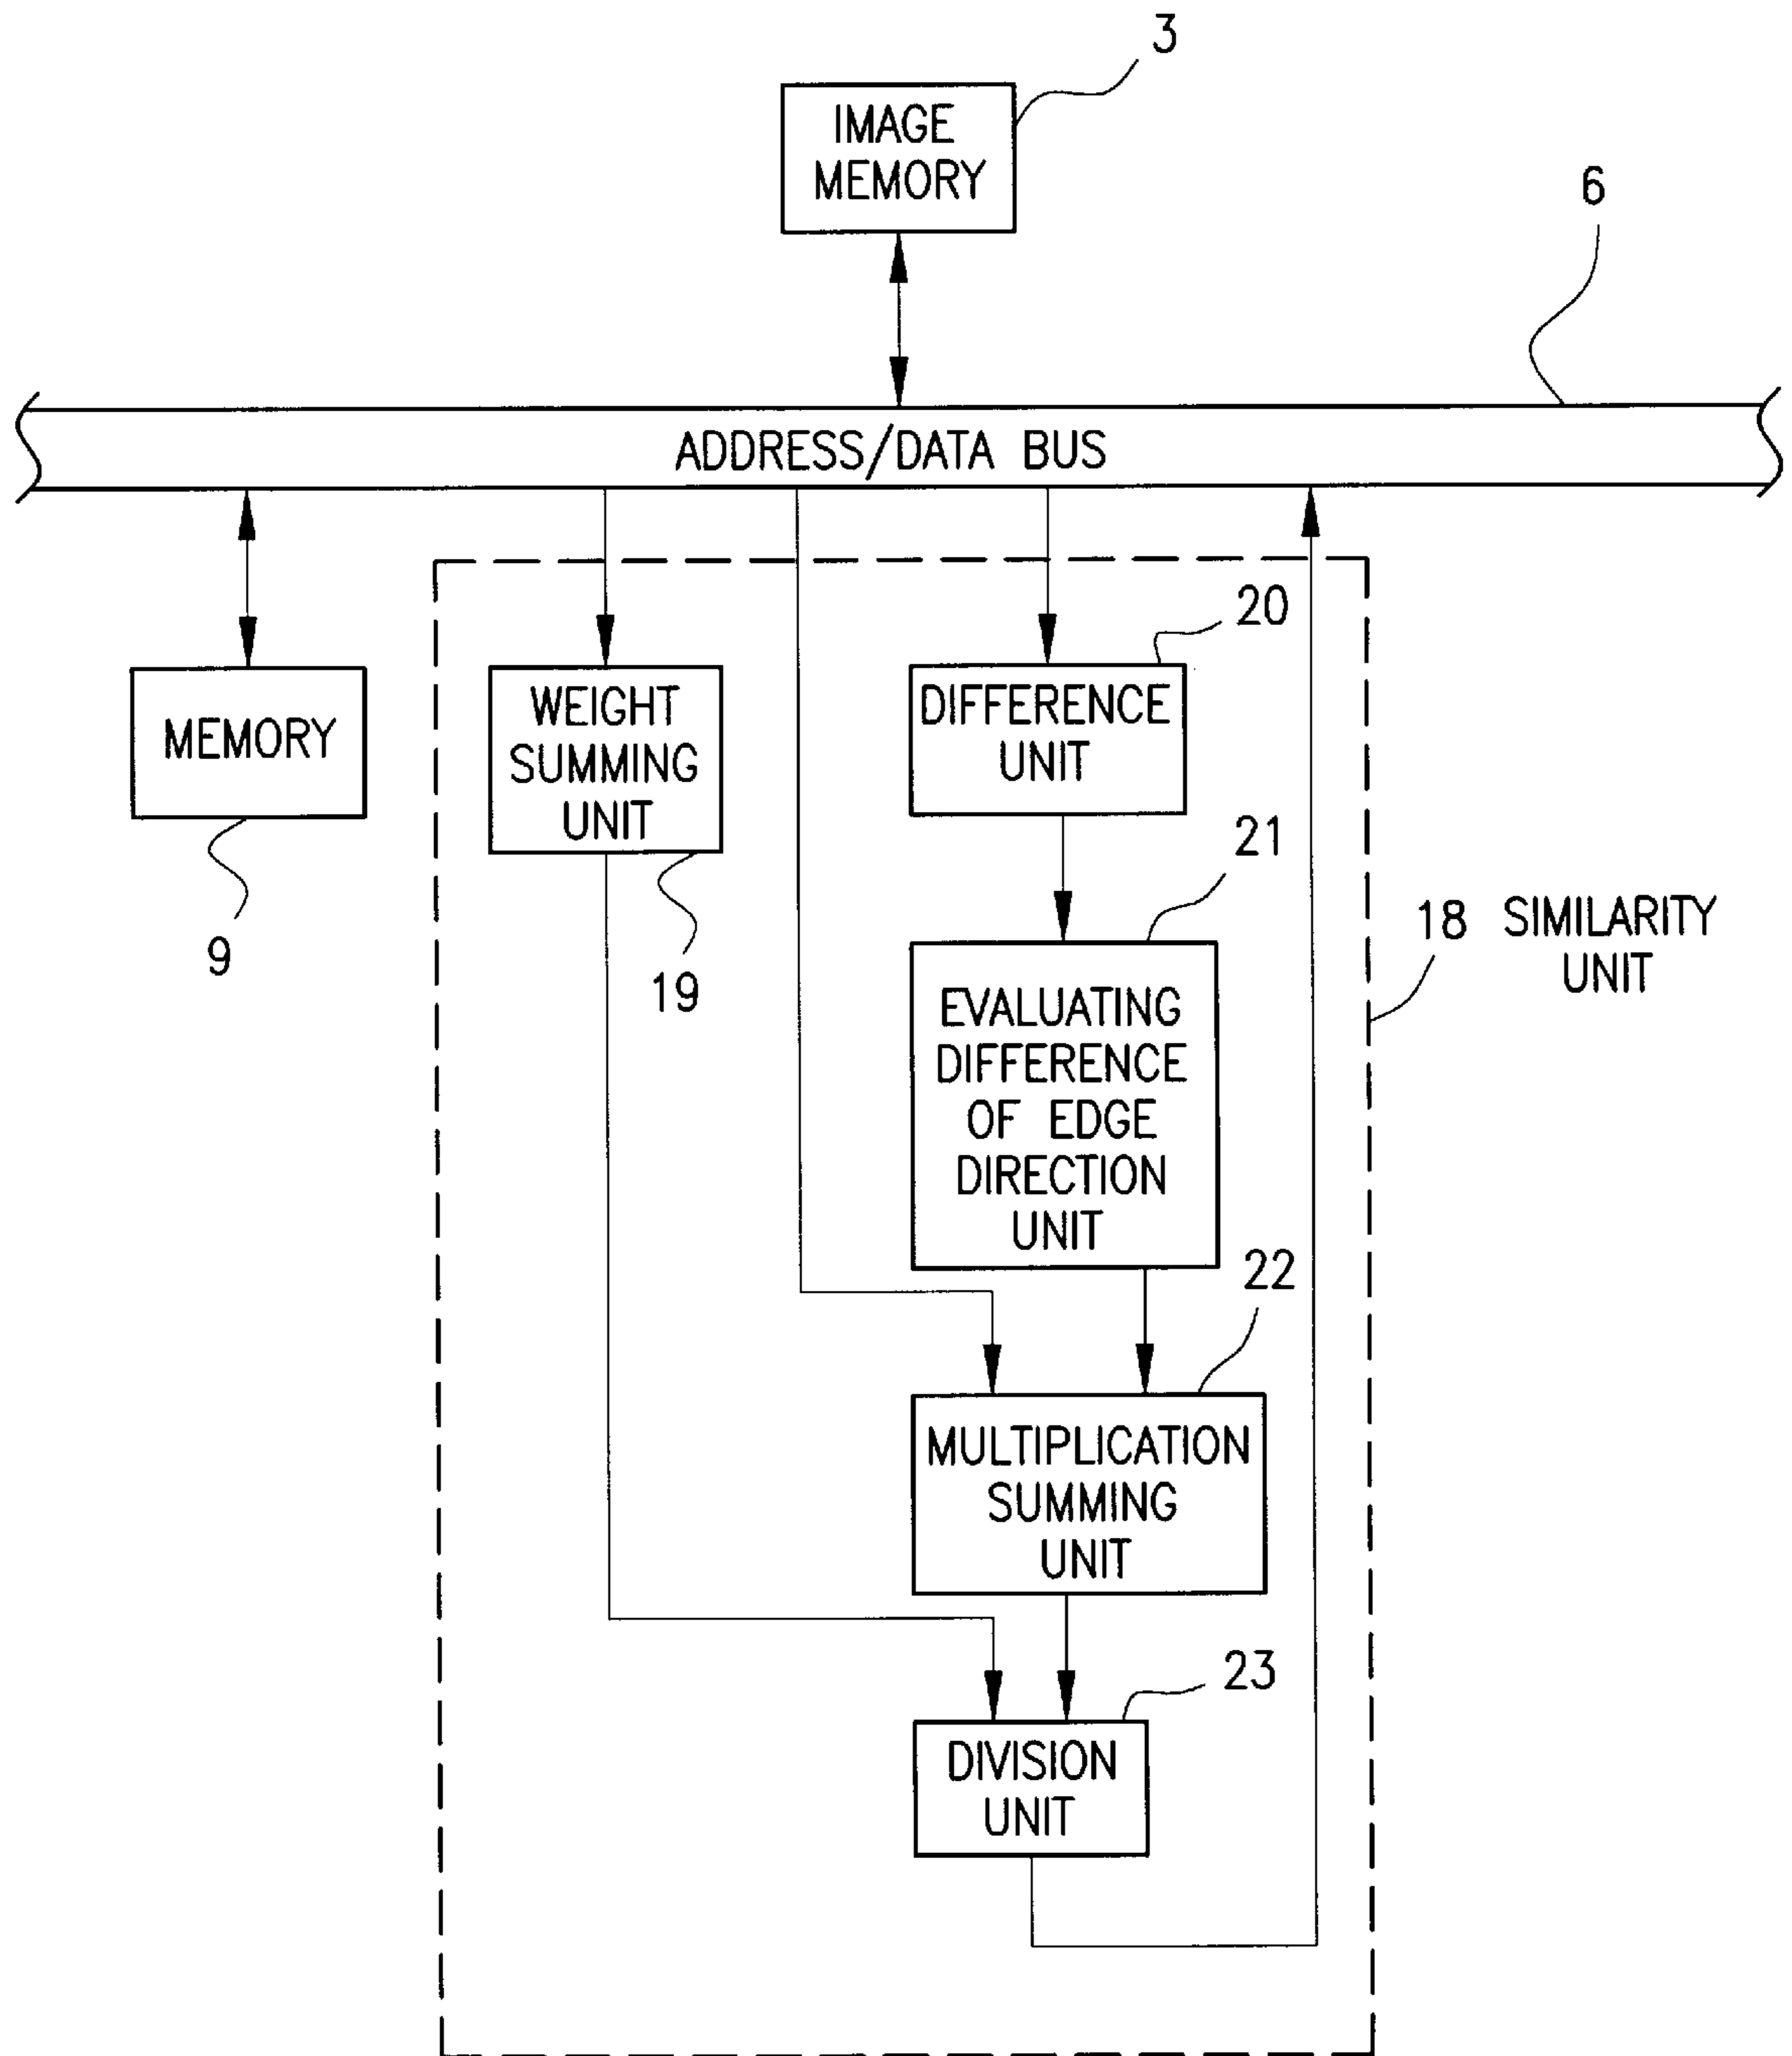 3
IMAGE
MEMORY
6
ADDRESS/DATA BUS
20
MEMORY
WEIGHT
SUMMING
UNIT
DIFFERENCE
UNIT
21
9
19
18 SIMILARITY
UNIT
EVALUATING
DIFFERENCE
OF EDGE
DIRECTION
UNIT
22
MULTIPLICATION
SUMMING
UNIT
23
DIVISION
UNIT